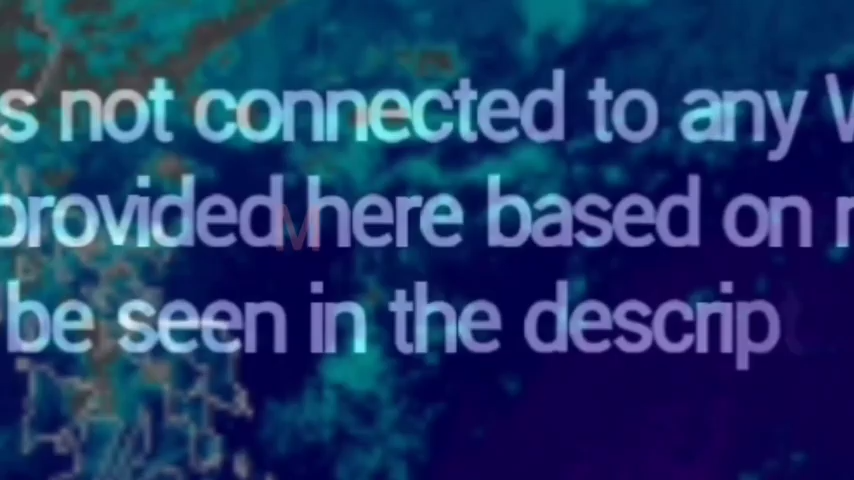 s not connected to any W
provided here based on
be seen in the descrip